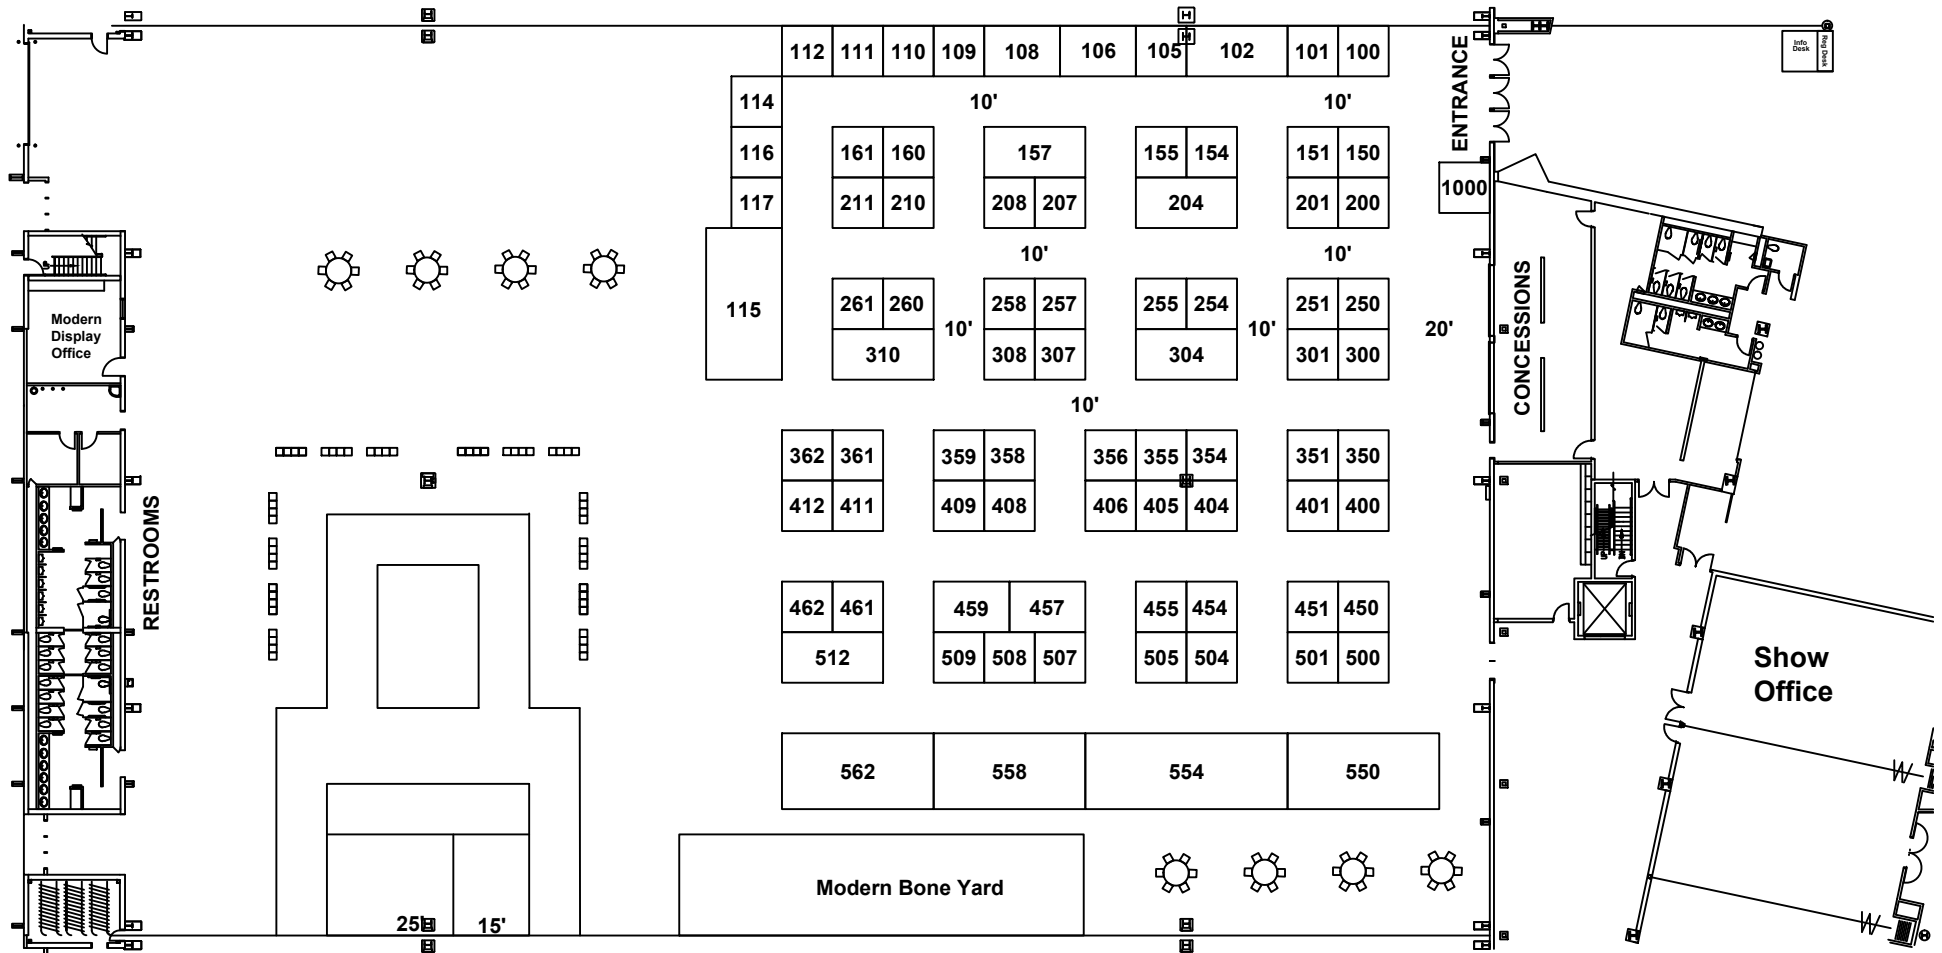 112 111 110 109 108 106 105 102 101 100
ENTRANCE
Info
Desk
Reg Desk
114 10' 10'
116 161 160 157 155 154 151 150
117 211 210 208 207 204 201 200 1000
10' 10'
115 261 260 258 257 255 254 251 250
10' 10' 20'
310 308 307 304 301 300
Modern
Display
Office
CONCESSIONS
10'
362 361 359 358 356 355 354 351 350
412 411 409 408 406 405 404 401 400
RESTROOMS
462 461 459 457 455 454 451 450
512 509 508 507 505 504 501 500
Show
Office
562 558 554 550
Modern Bone Yard
25' 15'